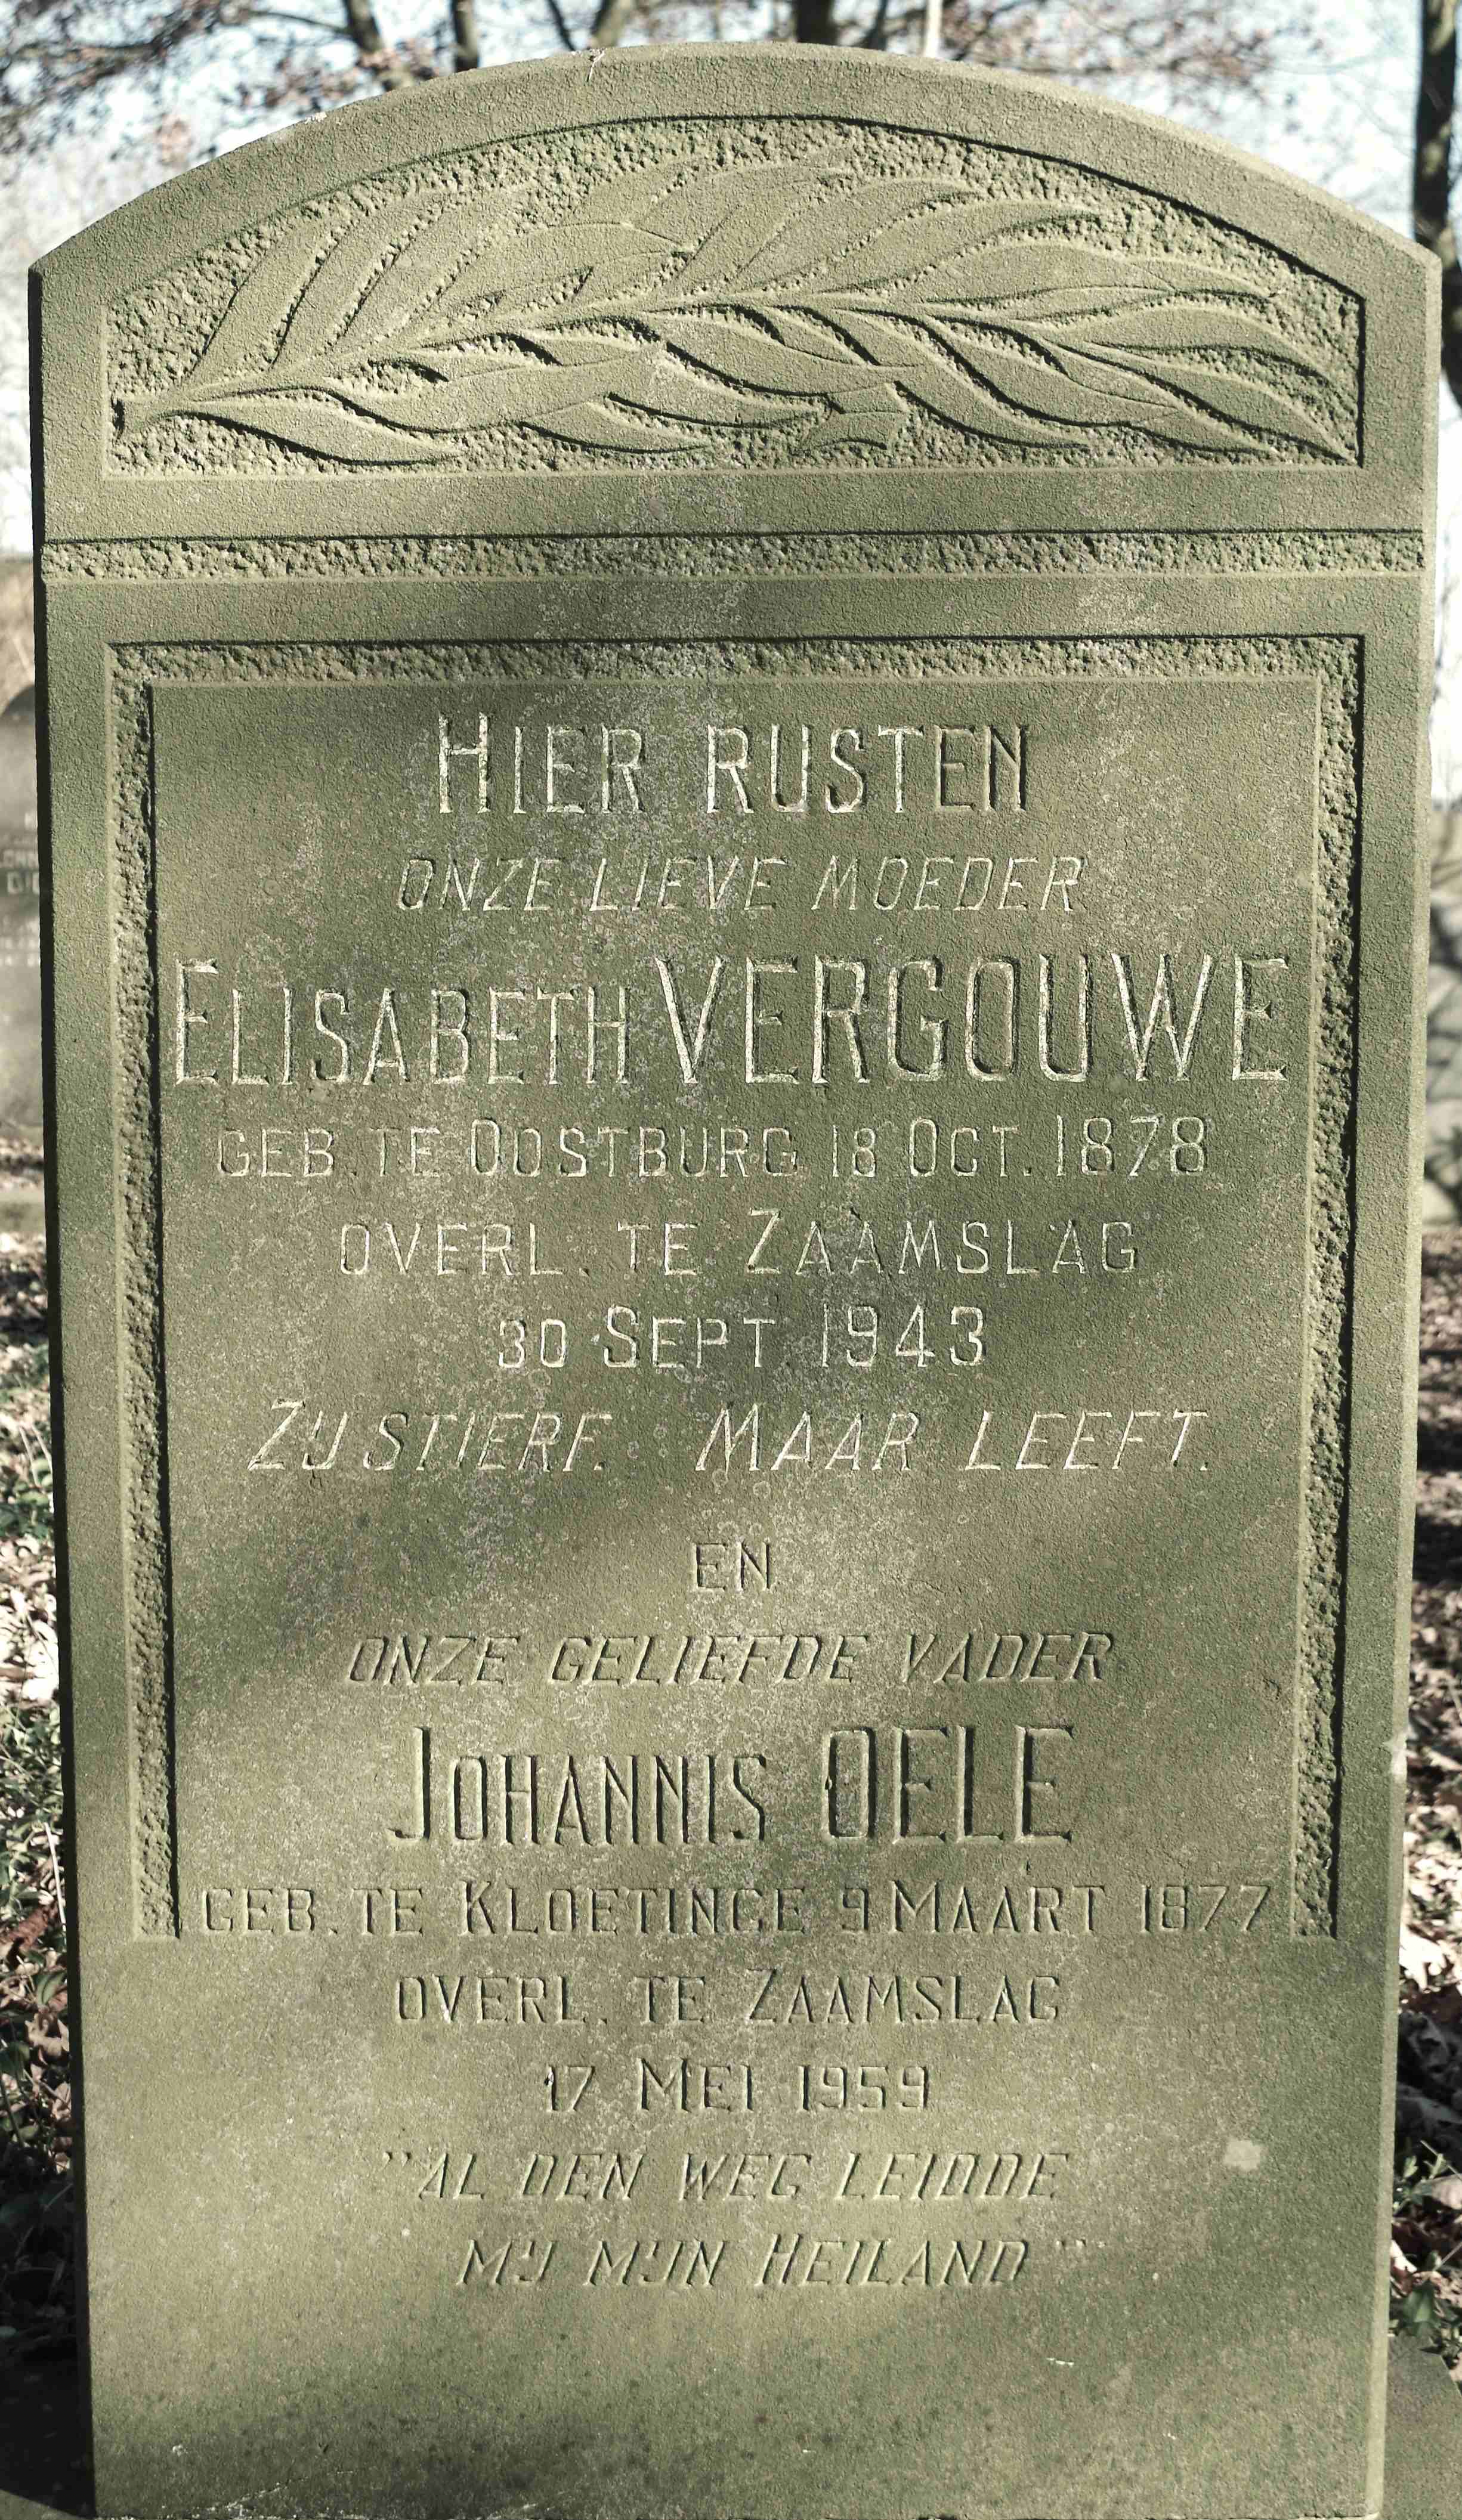 HIER RUSTEN
ONZE LIEVE MOEDER
ELISABETH VERGOUWE
GEB. TE OOSTBURG 18 OCT. 1878
OVERL. TE ZAAMSLAG
30 SEPT 1943
ZIJ STIERF. MAAR LEEFT.
EN
ONZE GELIEFDE VADER
JOHANNIS OELE
GEB. TE KLOETINGE 9 MAART 1877
OVERL. TE ZAAMSLAG
17 MEI 1959
"AL DEN WEG LEIDDE
MIJ MIJN HEILAND"